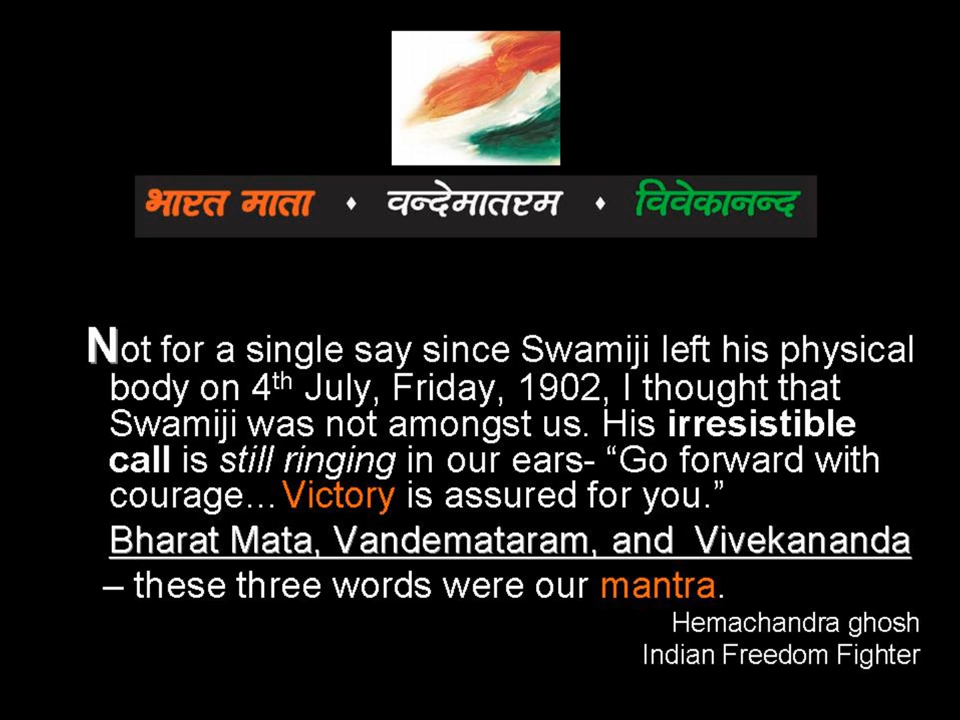 भारत माता ♦ वन्देमातरम ♦ विवेकानन्द
Not for a single say since Swamiji left his physical
body on 4th July, Friday, 1902, I thought that
Swamiji was not amongst us. His irresistible
call is still ringing in our ears- “Go forward with
courage... Victory is assured for you.”
Bharat Mata, Vandemataram, and Vivekananda
– these three words were our mantra.
Hemachandra ghosh
Indian Freedom Fighter